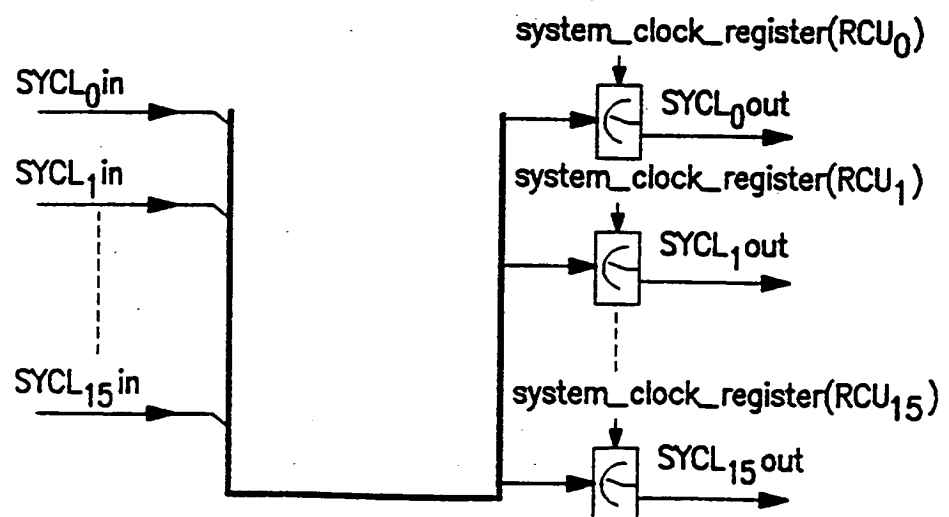 system_clock_register(RCU0)
SYCL0in
SYCL0out
SYCL1in
system_clock_register(RCU1)
SYCL1out
SYCL15in
system_clock_register(RCU15)
SYCL15out